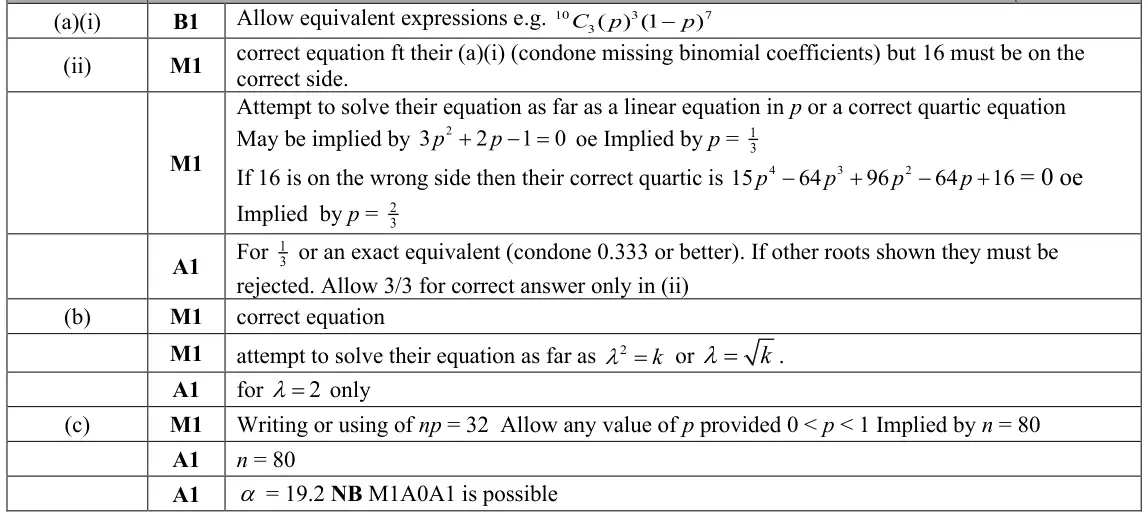 (a)(i) B1 Allow equivalent expressions e.g. ¹⁰C₃(p)³(1−p)⁷
(ii) M1 correct equation ft their (a)(i) (condone missing binomial coefficients) but 16 must be on the
correct side.
M1 Attempt to solve their equation as far as a linear equation in p or a correct quartic equation
May be implied by 3p² + 2p − 1 = 0 oe Implied by p = 1/3
If 16 is on the wrong side then their correct quartic is 15p⁴ − 64p³ + 96p² − 64p + 16 = 0 oe
Implied by p = 2/3
A1 For 1/3 or an exact equivalent (condone 0.333 or better). If other roots shown they must be
rejected. Allow 3/3 for correct answer only in (ii)
(b) M1 correct equation
M1 attempt to solve their equation as far as λ² = k or λ = √k .
A1 for λ = 2 only
(c) M1 Writing or using of np = 32 Allow any value of p provided 0 < p < 1 Implied by n = 80
A1 n = 80
A1 α = 19.2 NB M1A0A1 is possible